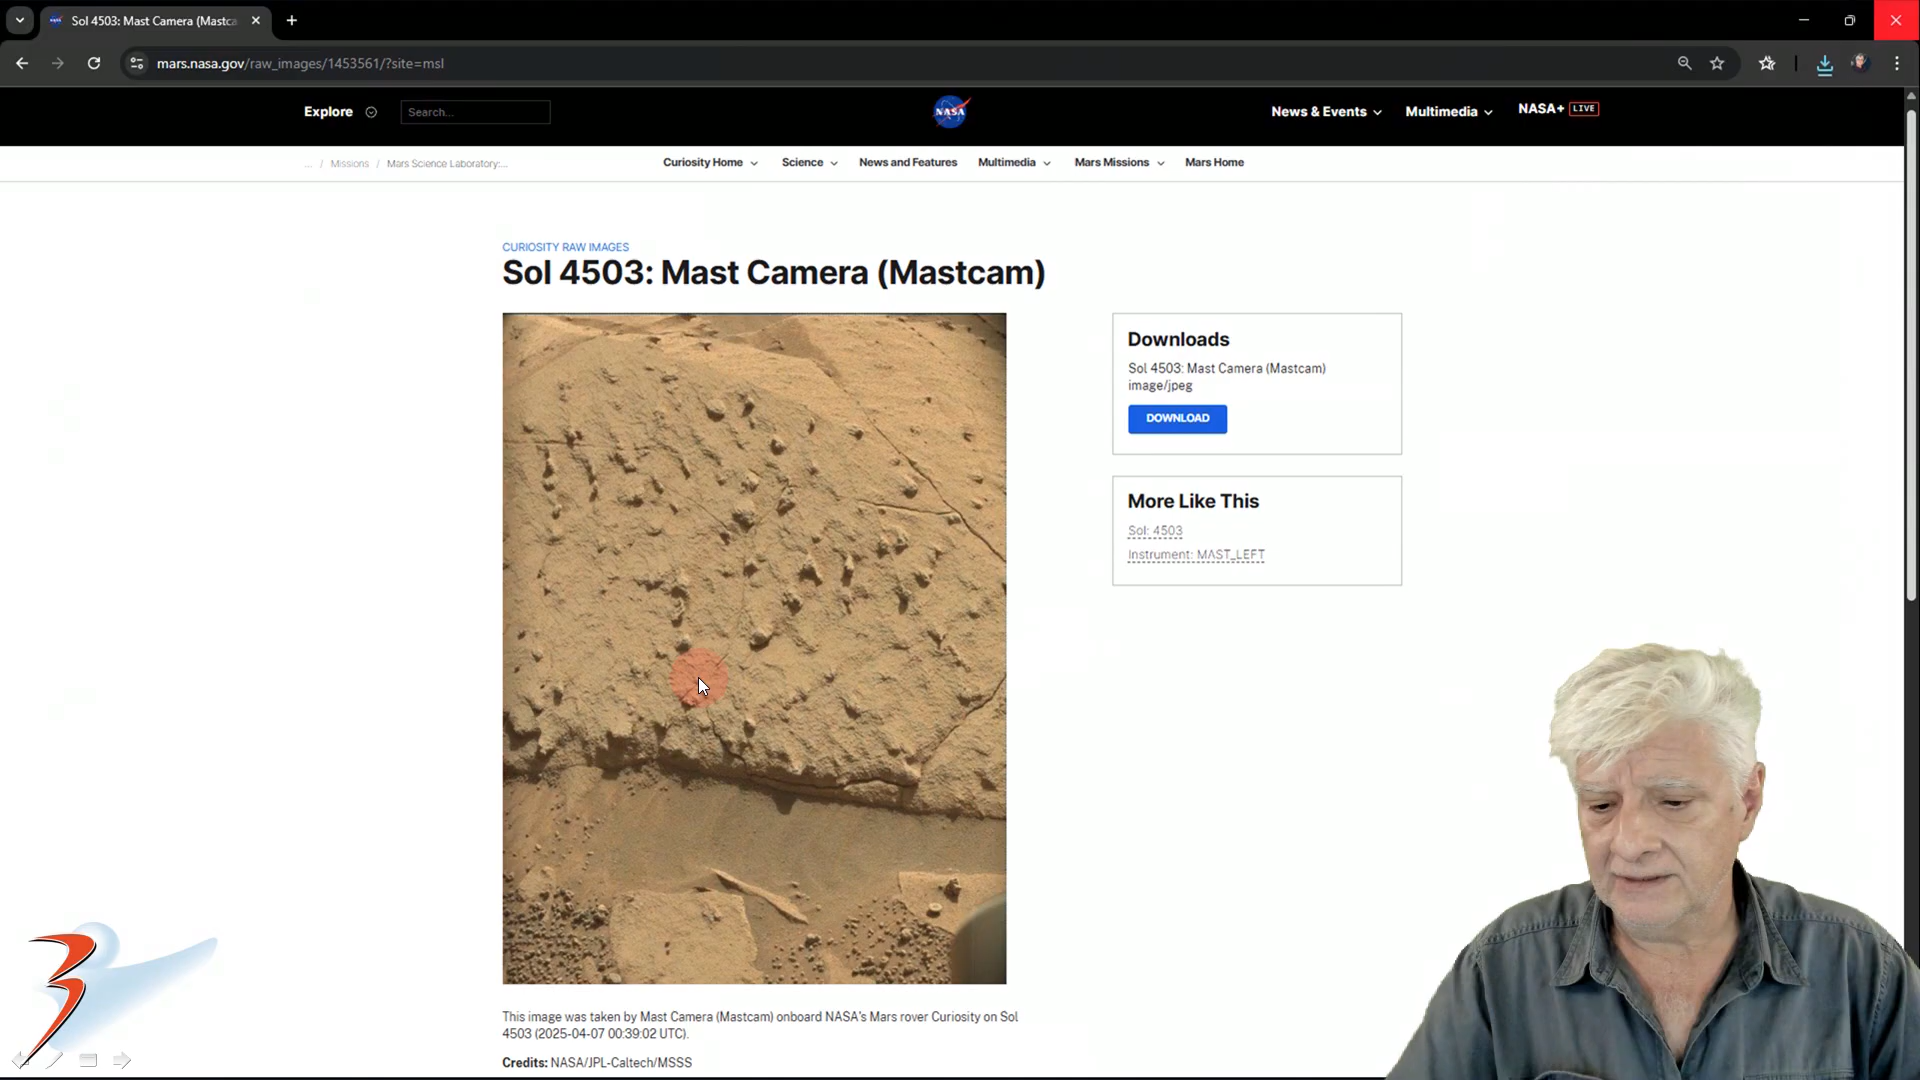 Sol 4503: Mast Camera (Mastca
mars.nasa.gov/raw_images/1453561/?site=msl
Explore
Search...
NASA
News & Events
Multimedia
NASA+ LIVE
... / Missions / Mars Science Laboratory:...
Curiosity Home
Science
News and Features
Multimedia
Mars Missions
Mars Home
CURIOSITY RAW IMAGES
Sol 4503: Mast Camera (Mastcam)
Downloads
Sol 4503: Mast Camera (Mastcam)
image/jpeg
DOWNLOAD
More Like This
Sol: 4503
Instrument: MAST_LEFT
This image was taken by Mast Camera (Mastcam) onboard NASA's Mars rover Curiosity on Sol
4503 (2025-04-07 00:39:02 UTC).
Credits: NASA/JPL-Caltech/MSSS